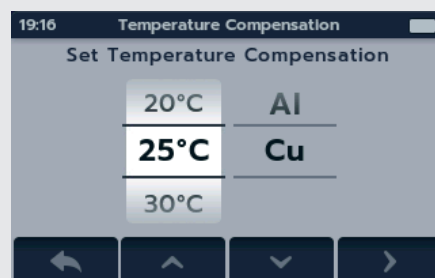 19:16 Temperature Compensation
Set Temperature Compensation
20°C Al
25°C Cu
30°C